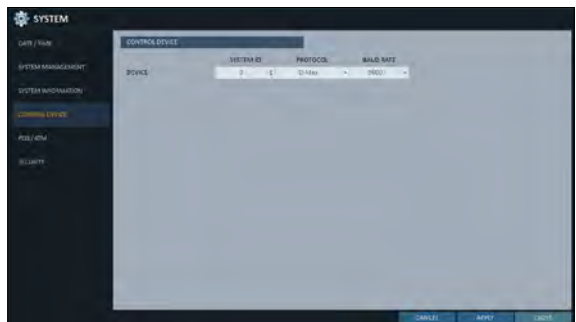 SYSTEM
DATE / TIME
CONTROL DEVICE
SYSTEM ID PROTOCOL BAUD RATE
SYSTEM MANAGEMENT
DEVICE 0
SYSTEM INFORMATION
CONTROL DEVICE
POS / ATM
SECURITY
CANCEL APPLY CLOSE